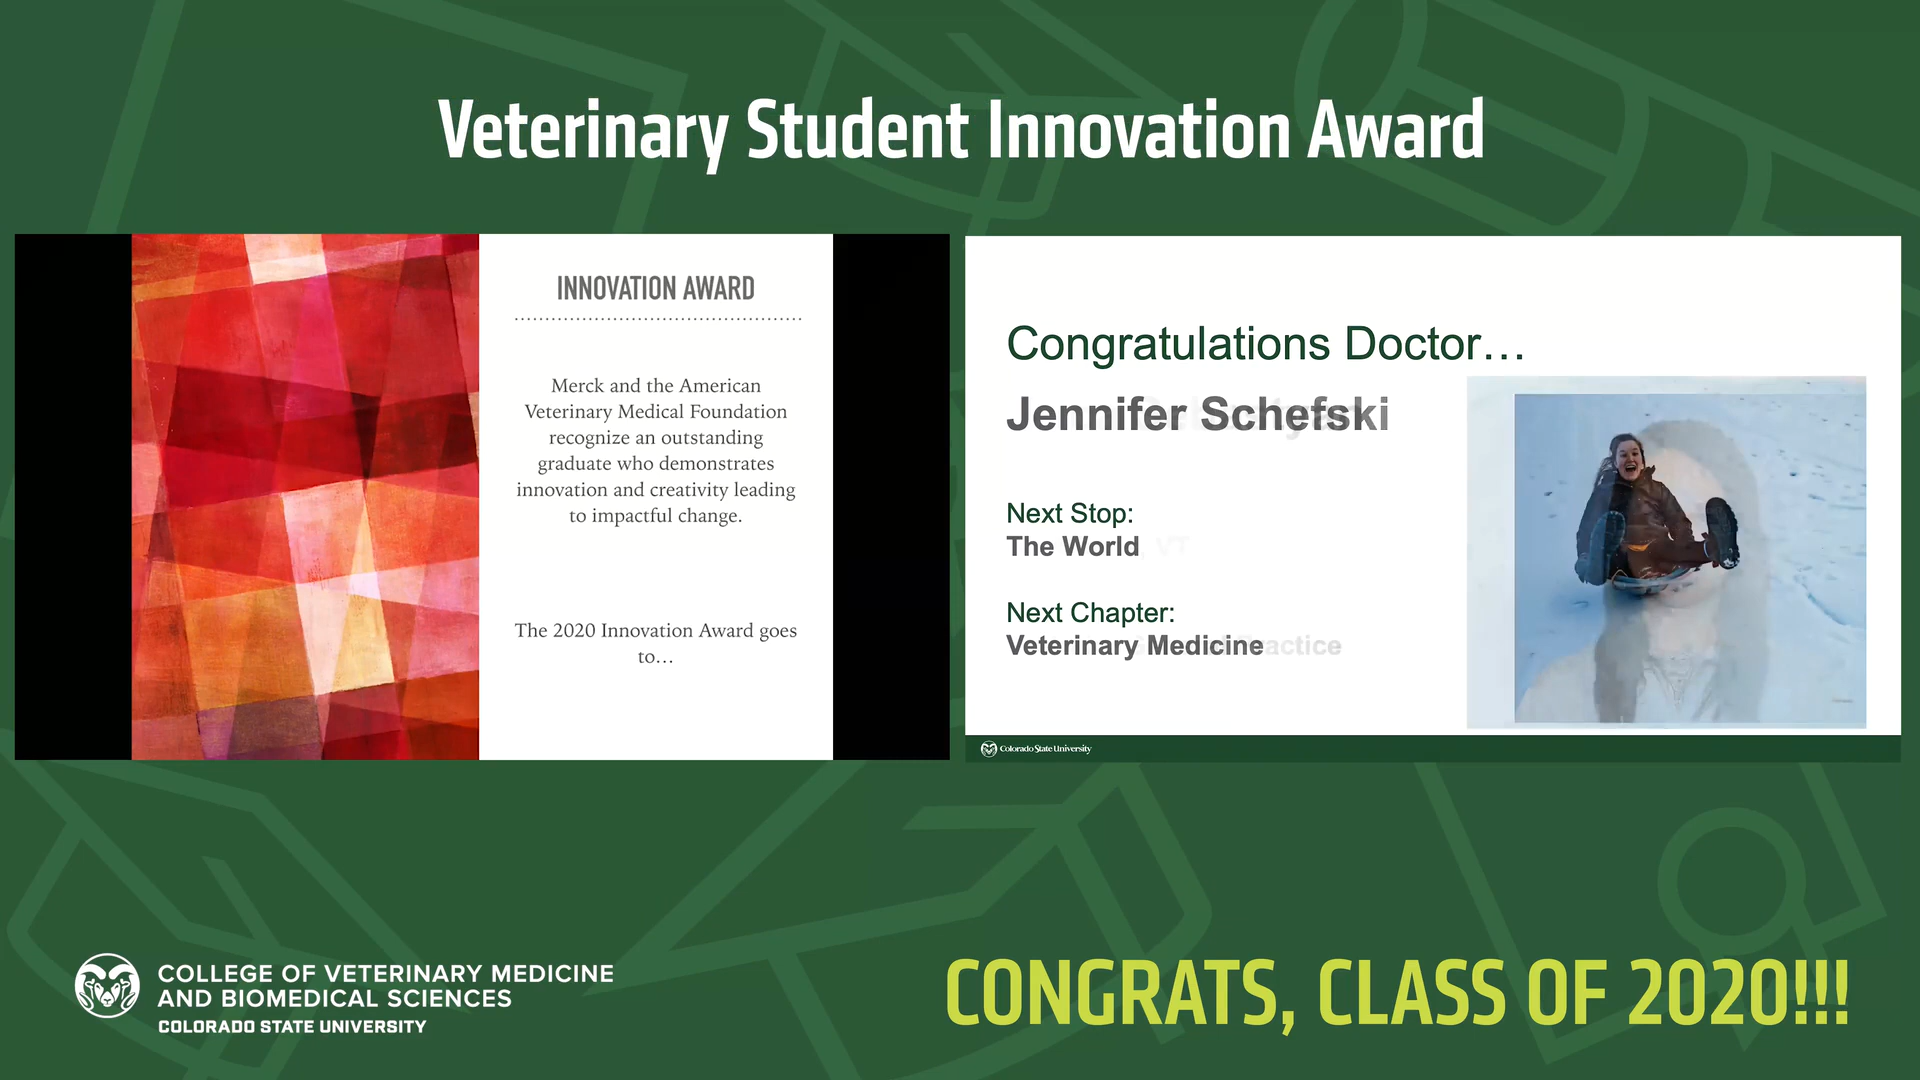 Veterinary Student Innovation Award
INNOVATION AWARD
Merck and the American
Veterinary Medical Foundation
recognize an outstanding
graduate who demonstrates
innovation and creativity leading
to impactful change.
The 2020 Innovation Award goes
to…
Congratulations Doctor…
Jennifer Schefski
Next Stop:
The World
Next Chapter:
Veterinary Medicine
Colorado State University
COLLEGE OF VETERINARY MEDICINE
AND BIOMEDICAL SCIENCES
COLORADO STATE UNIVERSITY
CONGRATS, CLASS OF 2020!!!